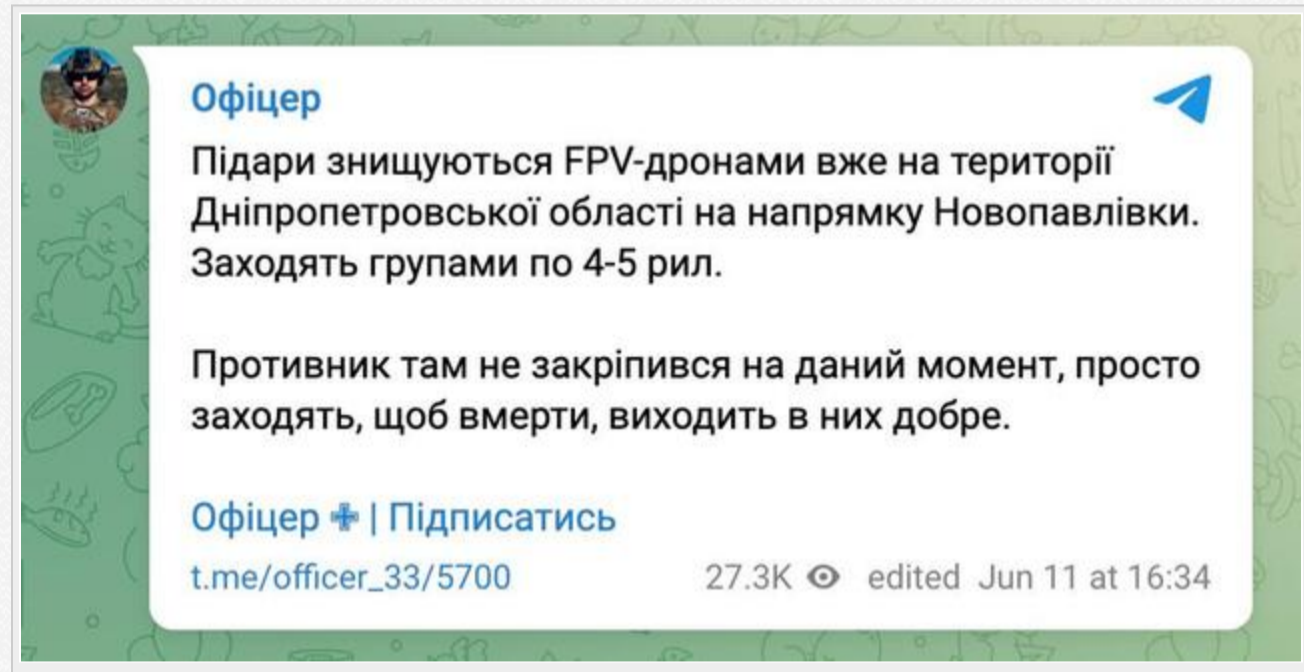 Офіцер
Підари знищуються FPV-дронами вже на території
Дніпропетровської області на напрямку Новопавлівки.
Заходять групами по 4-5 рил.
Противник там не закріпився на даний момент, просто
заходять, щоб вмерти, виходить в них добре.
Офіцер ✙ | Підписатись
t.me/officer_33/5700 27.3K edited Jun 11 at 16:34